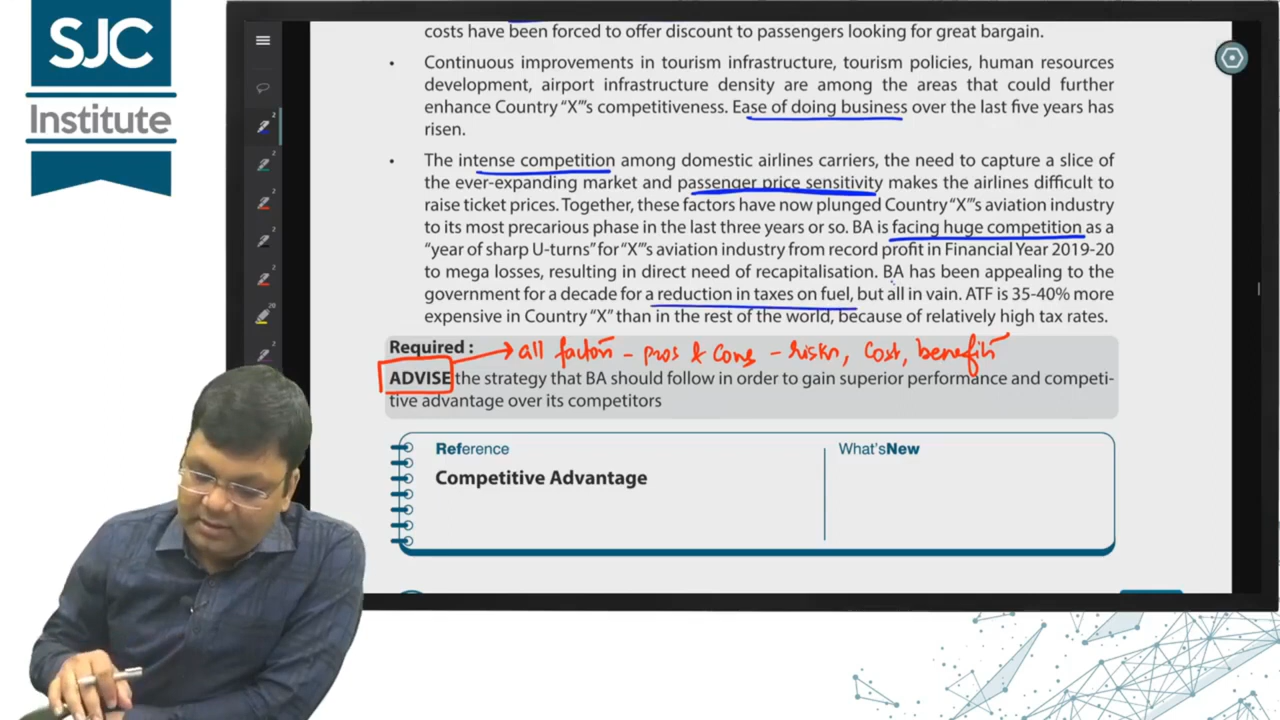 SJC
Institute
costs have been forced to offer discount to passengers looking for great bargain.
• Continuous improvements in tourism infrastructure, tourism policies, human resources
development, airport infrastructure density are among the areas that could further
enhance Country “X”’s competitiveness. Ease of doing business over the last five years has
risen.
• The intense competition among domestic airlines carriers, the need to capture a slice of
the ever-expanding market and passenger price sensitivity makes the airlines difficult to
raise ticket prices. Together, these factors have now plunged Country “X”’s aviation industry
to its most precarious phase in the last three years or so. BA is facing huge competition as a
“year of sharp U-turns” for “X”’s aviation industry from record profit in Financial Year 2019-20
to mega losses, resulting in direct need of recapitalisation. BA has been appealing to the
government for a decade for a reduction in taxes on fuel, but all in vain. ATF is 35-40% more
expensive in Country “X” than in the rest of the world, because of relatively high tax rates.
Required :
all factors – pros & cons – risks, cost, benefits
ADVISE the strategy that BA should follow in order to gain superior performance and competi-
tive advantage over its competitors
Reference
What’sNew
Competitive Advantage